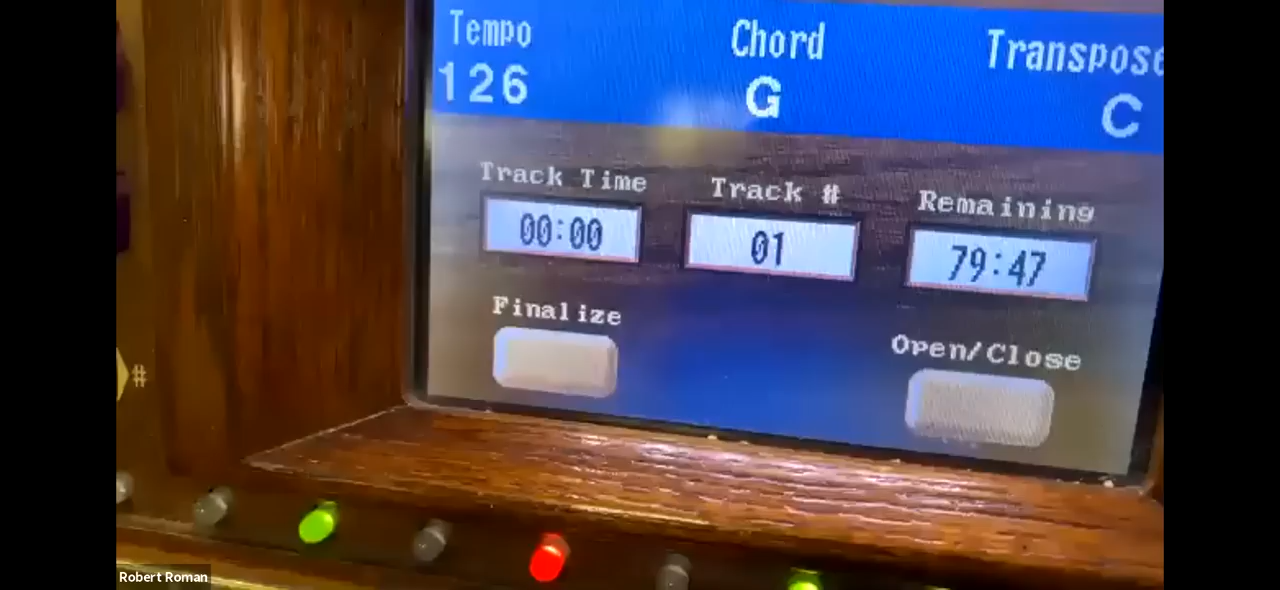 Tempo
Chord
Transpose
126
G
C
Track Time
Track #
Remaining
00:00
01
79:47
Finalize
Open/Close
#
Robert Roman